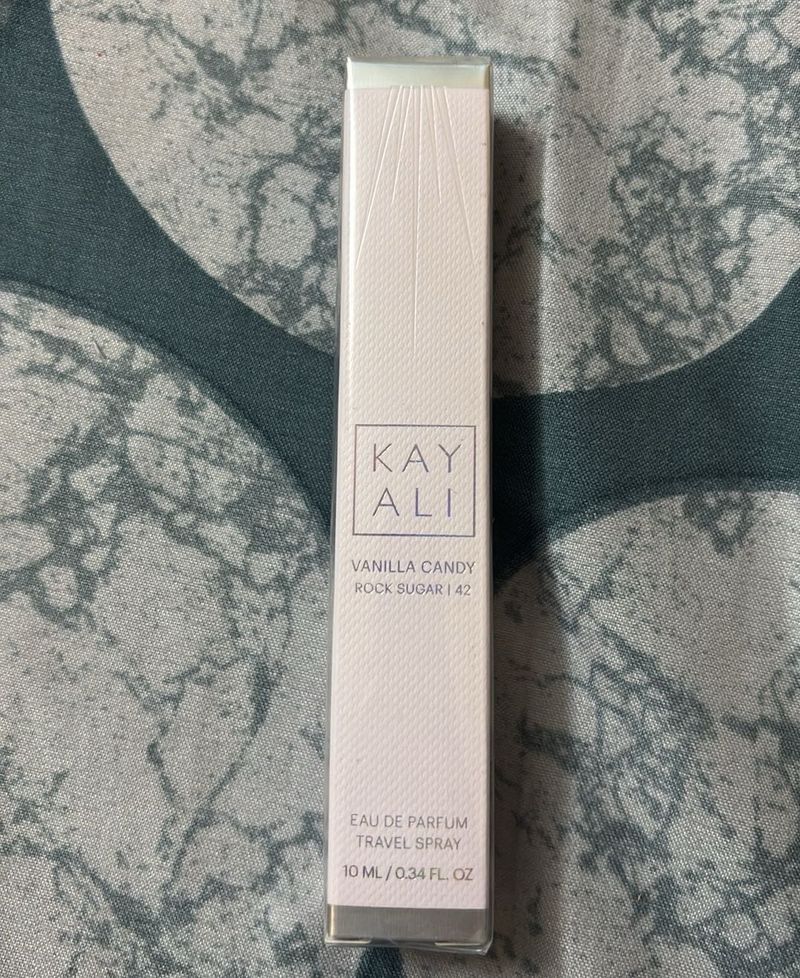 KAY
ALI
VANILLA CANDY
ROCK SUGAR | 42
EAU DE PARFUM
TRAVEL SPRAY
10 ML / 0.34 FL. OZ